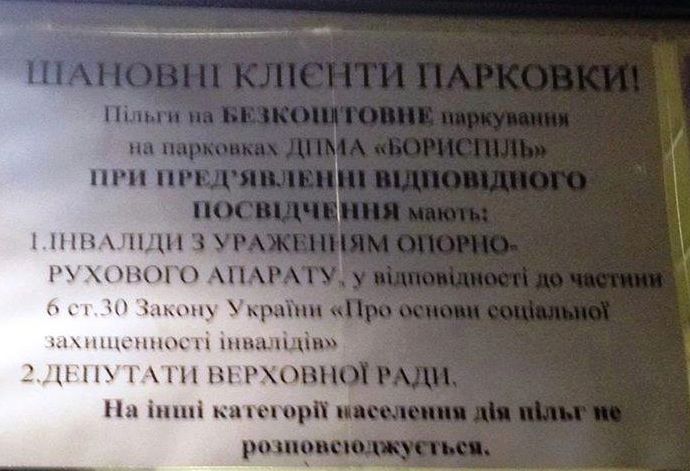 ШАНОВНІ КЛІЄНТИ ПАРКОВКИ!
Пільги на БЕЗКОШТОВНЕ паркування
на парковках ДПМА «БОРИСПІЛЬ»
ПРИ ПРЕД’ЯВЛЕННІ ВІДПОВІДНОГО
ПОСВІДЧЕННЯ мають:
1.ІНВАЛІДИ З УРАЖЕННЯМ ОПОРНО-
РУХОВОГО АПАРАТУ, у відповідності до частини
6 ст.30 Закону України «Про основи соціальної
захищенності інвалідів»
2.ДЕПУТАТИ ВЕРХОВНОЇ РАДИ.
На інші категорії населення дія пільг не
розповсюджується.